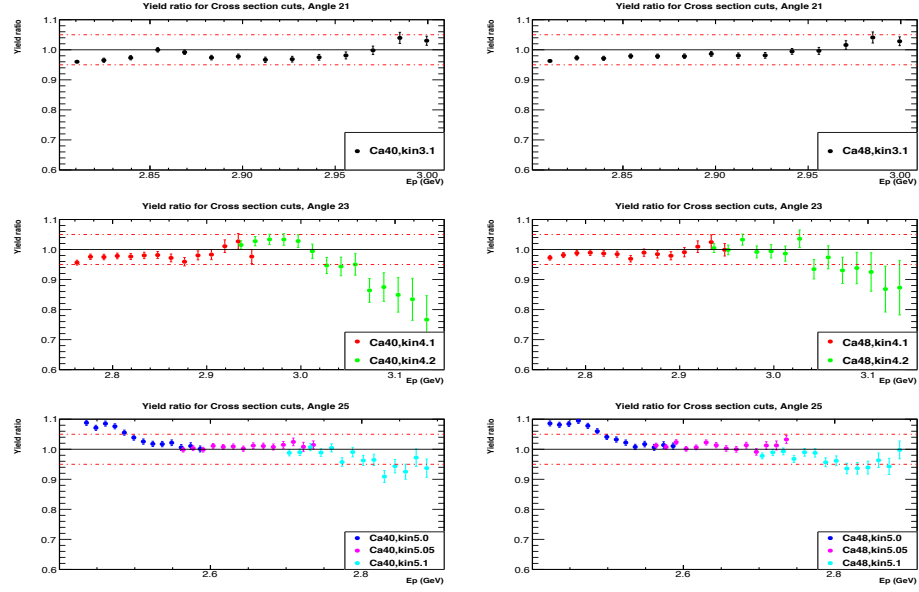 Yield ratio for Cross section cuts, Angle 21
Yield ratio
1.1
1.0
0.9
0.8
0.7
0.6
Ca40,kin3.1
2.85
2.90
2.95
3.00
Ep (GeV)
Yield ratio for Cross section cuts, Angle 21
Yield ratio
1.1
1.0
0.9
0.8
0.7
0.6
Ca48,kin3.1
2.85
2.90
2.95
3.00
Ep (GeV)
Yield ratio for Cross section cuts, Angle 23
Yield ratio
1.1
1.0
0.9
0.8
0.7
0.6
Ca40,kin4.1
Ca40,kin4.2
2.8
2.9
3.0
3.1
Ep (GeV)
Yield ratio for Cross section cuts, Angle 23
Yield ratio
1.1
1.0
0.9
0.8
0.7
0.6
Ca48,kin4.1
Ca48,kin4.2
2.8
2.9
3.0
3.1
Ep (GeV)
Yield ratio for Cross section cuts, Angle 25
Yield ratio
1.1
1.0
0.9
0.8
0.7
0.6
Ca40,kin5.0
Ca40,kin5.05
Ca40,kin5.1
2.6
2.8
Ep (GeV)
Yield ratio for Cross section cuts, Angle 25
Yield ratio
1.1
1.0
0.9
0.8
0.7
0.6
Ca48,kin5.0
Ca48,kin5.05
Ca48,kin5.1
2.6
2.8
Ep (GeV)